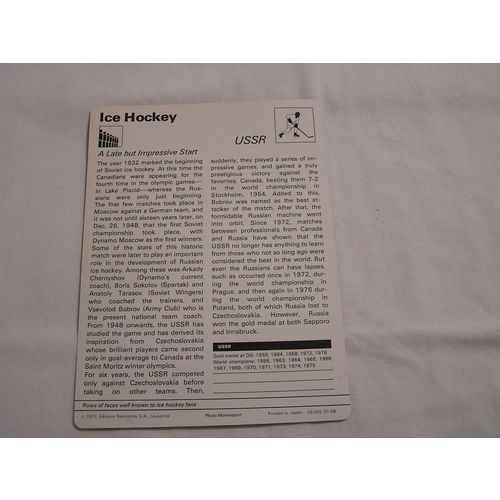 Ice Hockey
USSR
A Late but Impressive Start
The year 1932 marked the beginning
of Soviet ice hockey. At this time the
Canadians were appearing for the
fourth time in the olympic games—
in Lake Placid—whereas the Rus-
sians were only just beginning.
The first few matches took place in
Moscow against a German team, and
it was not until sixteen years later, on
Dec. 26, 1948, that the first Soviet
championship took place, with
Dynamo Moscow as the first winners.
Some of the stars of this historic
match were later to play an important
role in the development of Russian
ice hockey. Among these was Arkady
Chernyshev (Dynamo's current
coach), Boris Sokolov (Spartak) and
Anatoly Tarasov (Soviet Wingers)
who coached the trainers, and
Vsevolod Bobrov (Army Club) who is
the present national team coach.
From 1948 onwards, the USSR has
studied the game and has derived its
inspiration from Czechoslovakia
whose brilliant players came second
only in goal-average to Canada at the
Saint Moritz winter olympics.
For six years, the USSR competed
only against Czechoslovakia before
taking on other teams. Then,
suddenly, they played a series of im-
pressive games, and gained a truly
prestigious victory against the
favorites, Canada, beating them 7-2
in the world championship in
Stockholm, 1954. Added to this,
Bobrov was named as the best at-
tacker of the match. After that, the
formidable Russian machine went
into orbit. Since 1972, matches
between professionals from Canada
and Russia have shown that the
USSR no longer has anything to learn
from those who not so long ago were
considered the best in the world. But
even the Russians can have lapses,
such as occurred once in 1972, dur-
ing the world championship in
Prague, and then again in 1976 dur-
ing the world championship in
Poland, both of which Russia lost to
Czechoslovakia. However, Russia
won the gold medal at both Sapporo
and Innsbruck.
USSR
Gold medal at OG: 1956, 1964, 1968, 1972, 1976
World champions: 1956, 1963, 1964, 1965, 1966,
1967, 1969, 1970, 1971, 1973, 1974, 1975
Rows of faces well known to ice hockey fans
© 1977, Editions Rencontre S.A., Lausanne Photo Mondesport Printed in Japan 03 005 07 08